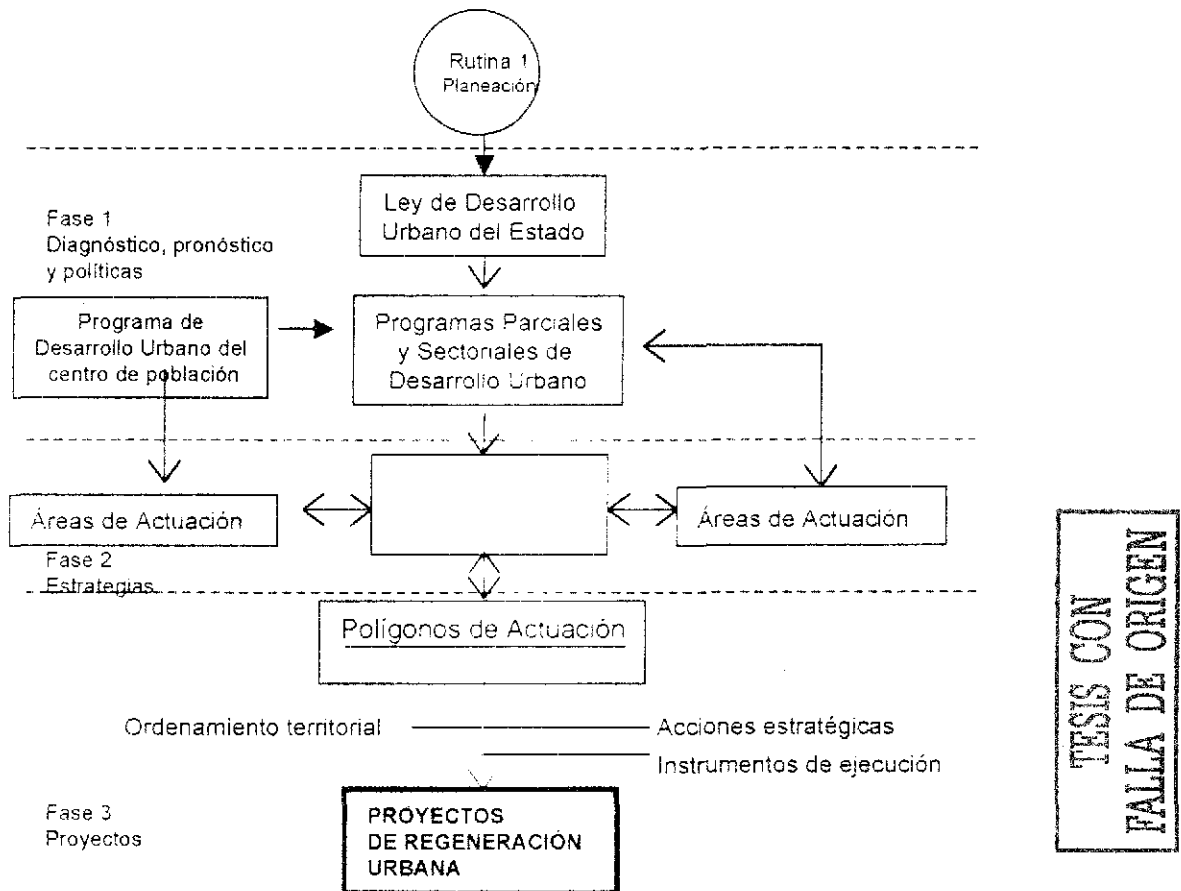 Rutina 1
Planeación
Ley de Desarrollo
Urbano del Estado
Fase 1
Diagnóstico, pronóstico
y políticas
Programa de
Desarrollo Urbano del
centro de población
Programas Parciales
y Sectoriales de
Desarrollo Urbano
Áreas de Actuación
Áreas de Actuación
Fase 2
Estrategias
Polígonos de Actuación
Ordenamiento territorial
Acciones estratégicas
Instrumentos de ejecución
Fase 3
Proyectos
PROYECTOS
DE REGENERACIÓN
URBANA
TESIS CON
FALLA DE ORIGEN